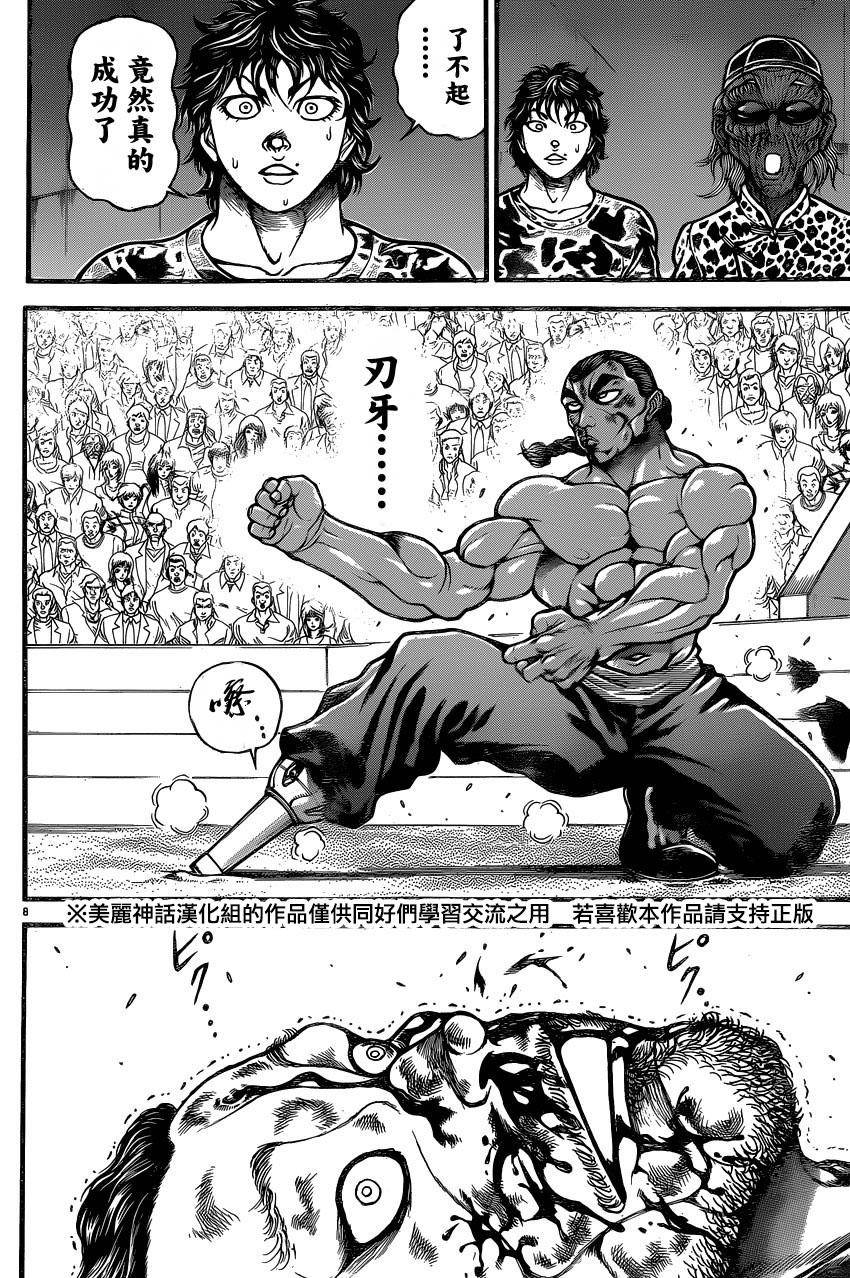 了不起
……
竟然真的
成功了
刃牙……
嚓…
8
※美麗神話漢化組的作品僅供同好們學習交流之用 若喜歡本作品請支持正版
ピク
ピク